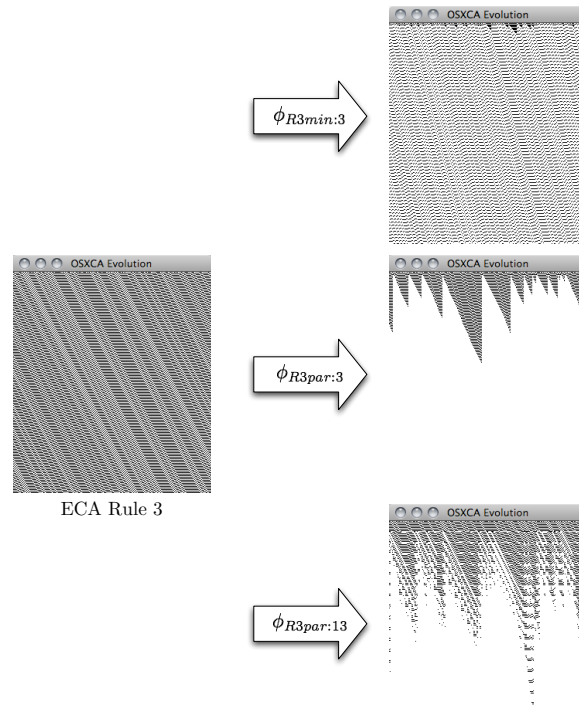 OSXCA Evolution
ϕR3min:3
OSXCA Evolution
OSXCA Evolution
ϕR3par:3
ECA Rule 3
OSXCA Evolution
ϕR3par:13